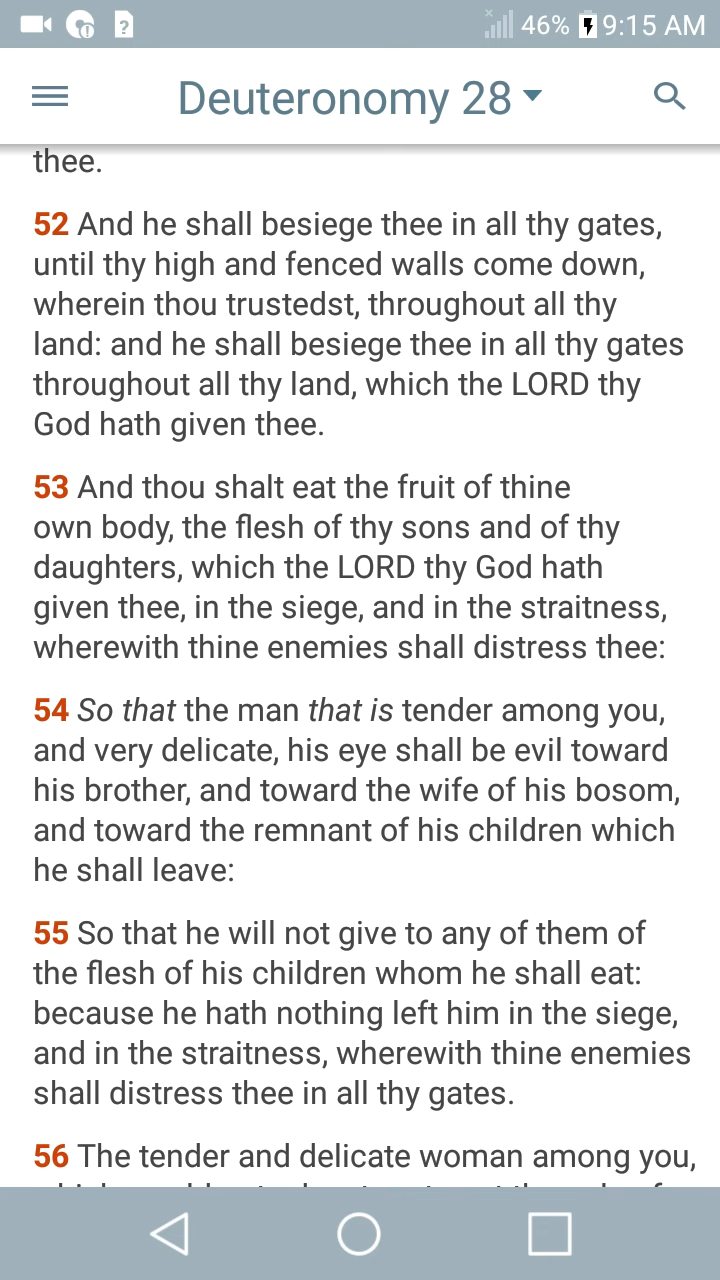 46% 9:15 AM
Deuteronomy 28
thee.
52 And he shall besiege thee in all thy gates,
until thy high and fenced walls come down,
wherein thou trustedst, throughout all thy
land: and he shall besiege thee in all thy gates
throughout all thy land, which the LORD thy
God hath given thee.
53 And thou shalt eat the fruit of thine
own body, the flesh of thy sons and of thy
daughters, which the LORD thy God hath
given thee, in the siege, and in the straitness,
wherewith thine enemies shall distress thee:
54 So that the man that is tender among you,
and very delicate, his eye shall be evil toward
his brother, and toward the wife of his bosom,
and toward the remnant of his children which
he shall leave:
55 So that he will not give to any of them of
the flesh of his children whom he shall eat:
because he hath nothing left him in the siege,
and in the straitness, wherewith thine enemies
shall distress thee in all thy gates.
56 The tender and delicate woman among you,